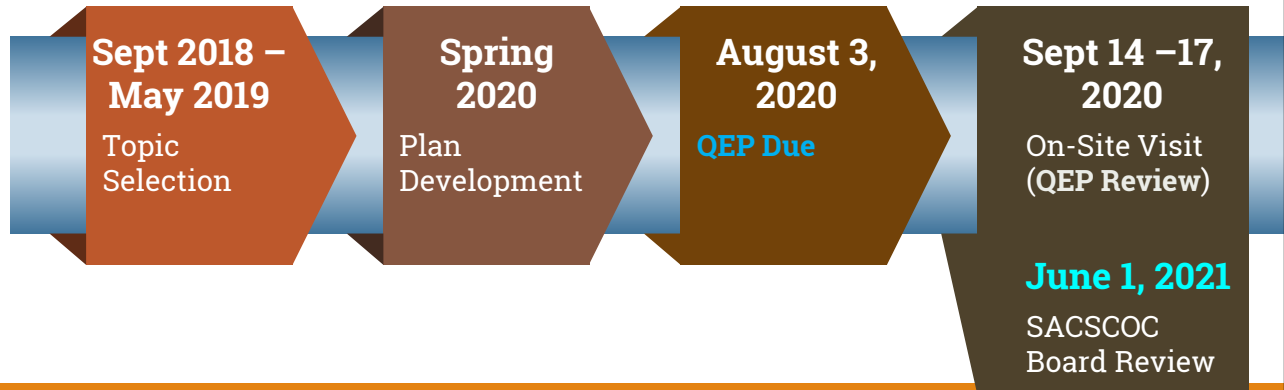 Sept 2018 –
May 2019
Topic
Selection
Spring
2020
Plan
Development
August 3,
2020
QEP Due
Sept 14 –17,
2020
On-Site Visit
(QEP Review)
June 1, 2021
SACSCOC
Board Review